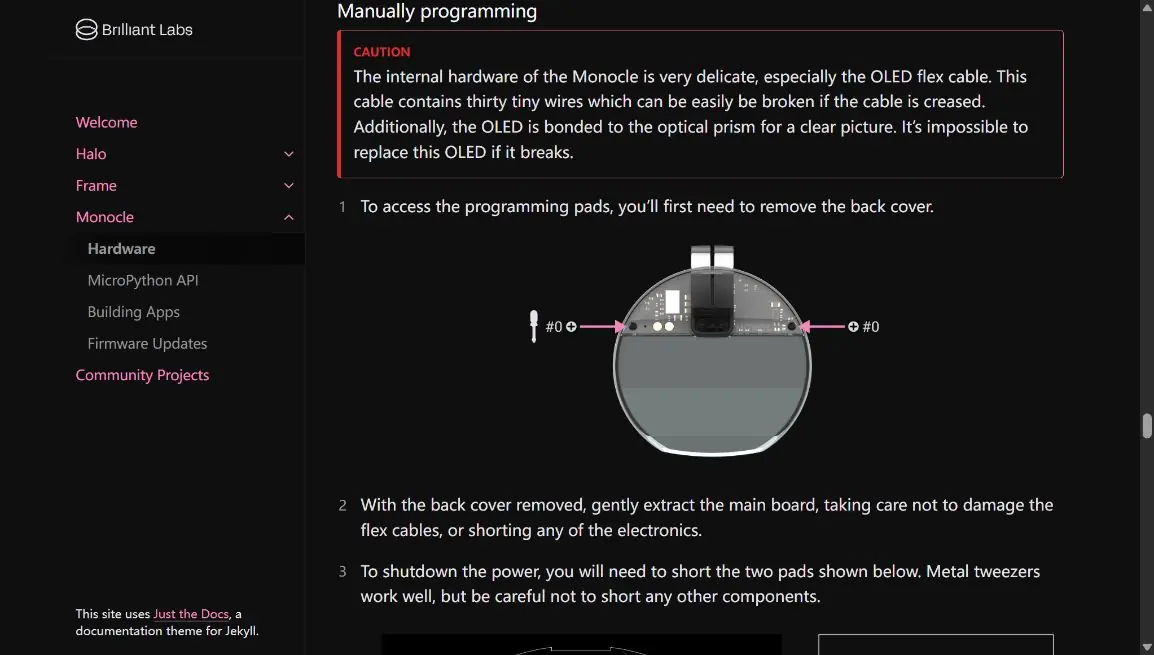 Brilliant Labs
Welcome
Halo
Frame
Monocle
Hardware
MicroPython API
Building Apps
Firmware Updates
Community Projects
This site uses Just the Docs, a
documentation theme for Jekyll.
Manually programming
CAUTION
The internal hardware of the Monocle is very delicate, especially the OLED flex cable. This
cable contains thirty tiny wires which can be easily be broken if the cable is creased.
Additionally, the OLED is bonded to the optical prism for a clear picture. It’s impossible to
replace this OLED if it breaks.
1 To access the programming pads, you’ll first need to remove the back cover.
#0
#0
2 With the back cover removed, gently extract the main board, taking care not to damage the
flex cables, or shorting any of the electronics.
3 To shutdown the power, you will need to short the two pads shown below. Metal tweezers
work well, but be careful not to short any other components.